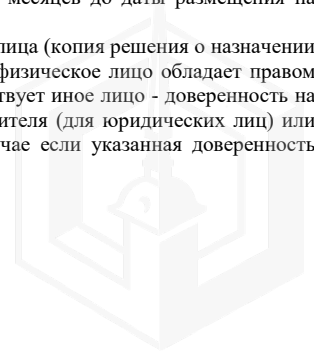 месяцев до даты размещения на
лица (копия решения о назначении
физическое лицо обладает правом
твует иное лицо - доверенность на
ителя (для юридических лиц) или
чае если указанная доверенность